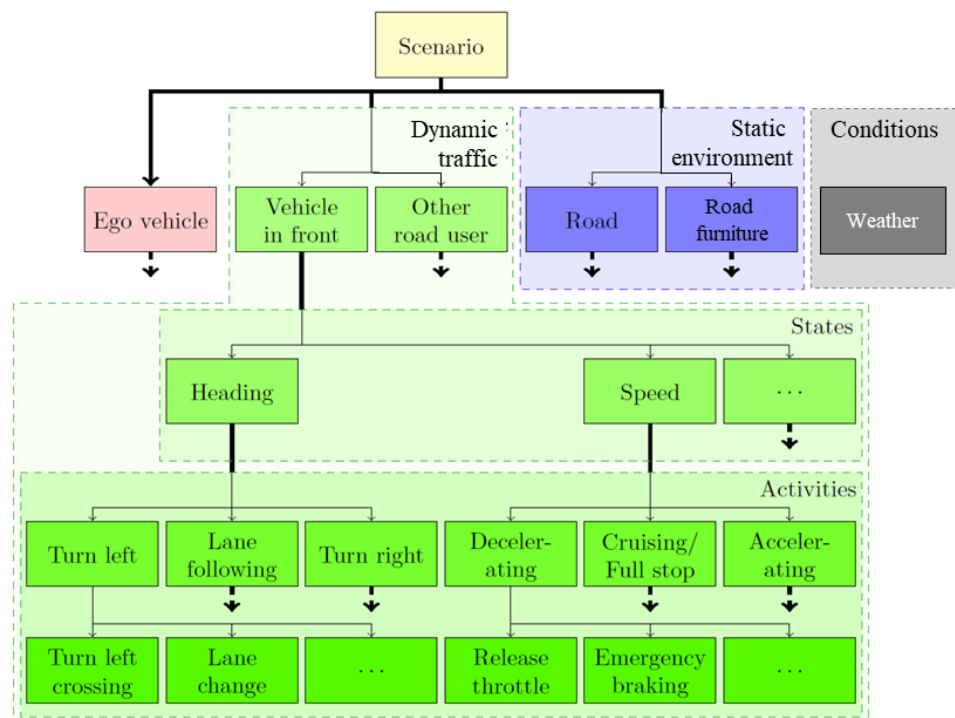 Scenario
Dynamic
traffic
Static
environment
Conditions
Ego vehicle
Vehicle
in front
Other
road user
Road
Road
furniture
Weather
States
Heading
Speed
...
Activities
Turn left
Lane
following
Turn right
Deceler-
ating
Cruising/
Full stop
Acceler-
ating
Turn left
crossing
Lane
change
...
Release
throttle
Emergency
braking
...